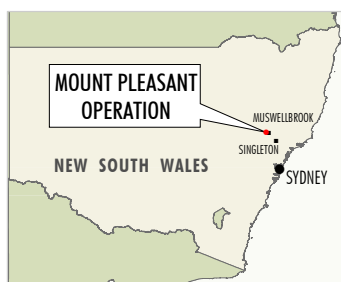 MOUNT PLEASANT
OPERATION
MUSWELLBROOK
SINGLETON
NEW SOUTH WALES
SYDNEY